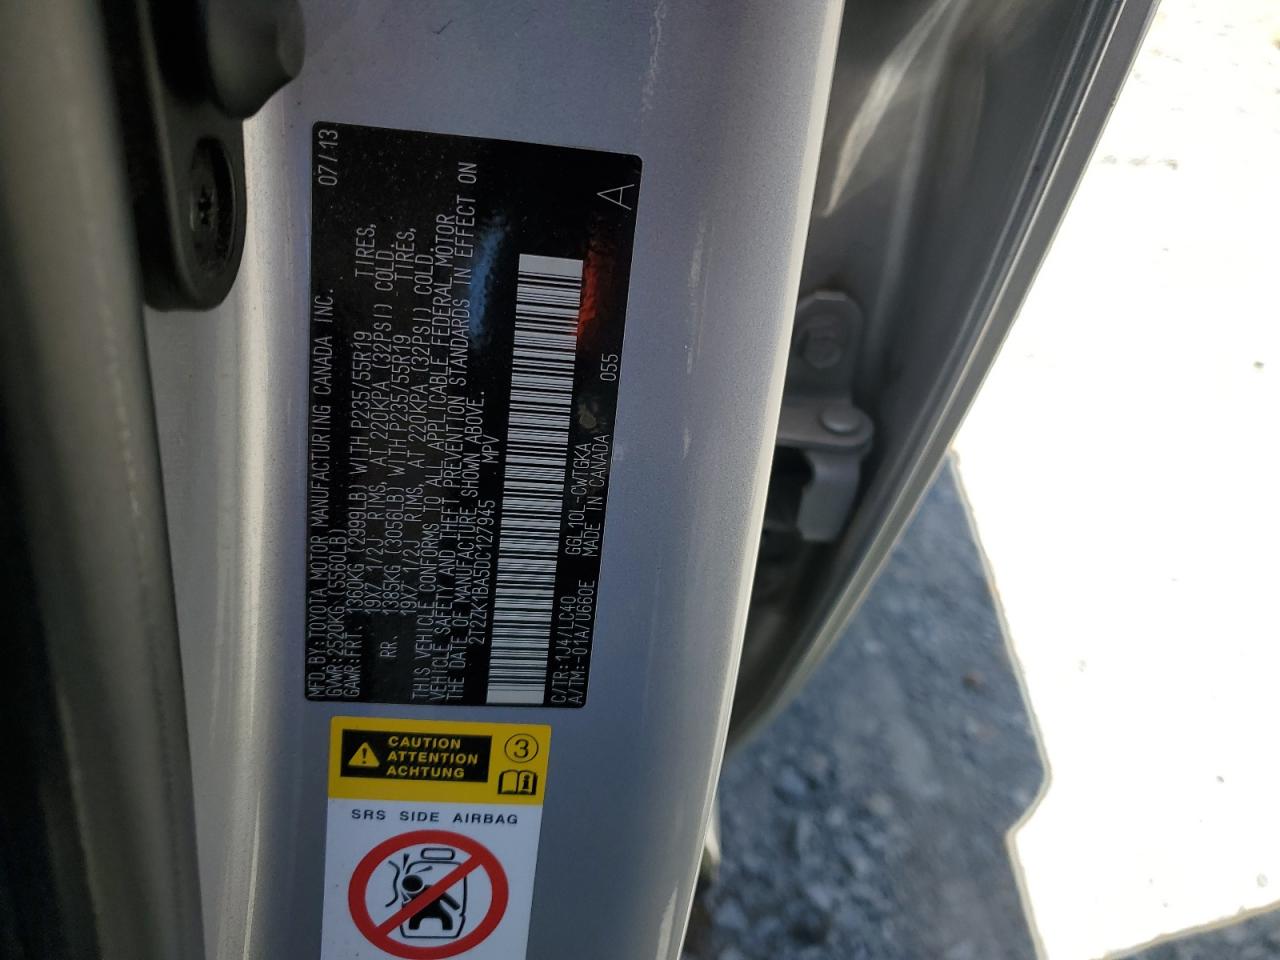 MFD.BY:TOYOTA MOTOR MANUFACTURING CANADA INC. 07/13
GVWR:2520KG (5560LB)
GAWR:FRT. 1360KG (2999LB) WITH P235/55R19 TIRES,
19X7 1/2J RIMS, AT 220KPA (32PSI) COLD.
RR. 1385KG (3056LB) WITH P235/55R19 TIRES,
19X7 1/2J RIMS, AT 220KPA (32PSI) COLD.
THIS VEHICLE CONFORMS TO ALL APPLICABLE FEDERAL MOTOR
VEHICLE SAFETY AND THEFT PREVENTION STANDARDS IN EFFECT ON
THE DATE OF MANUFACTURE SHOWN ABOVE.
2T2ZK1BA5DC127945 MPV
C/TR:1J4/LC40 GGL10L-CWTGKA 055 A
A/TM:-01A/U660E MADE IN CANADA
CAUTION
ATTENTION
ACHTUNG
3
SRS SIDE AIRBAG